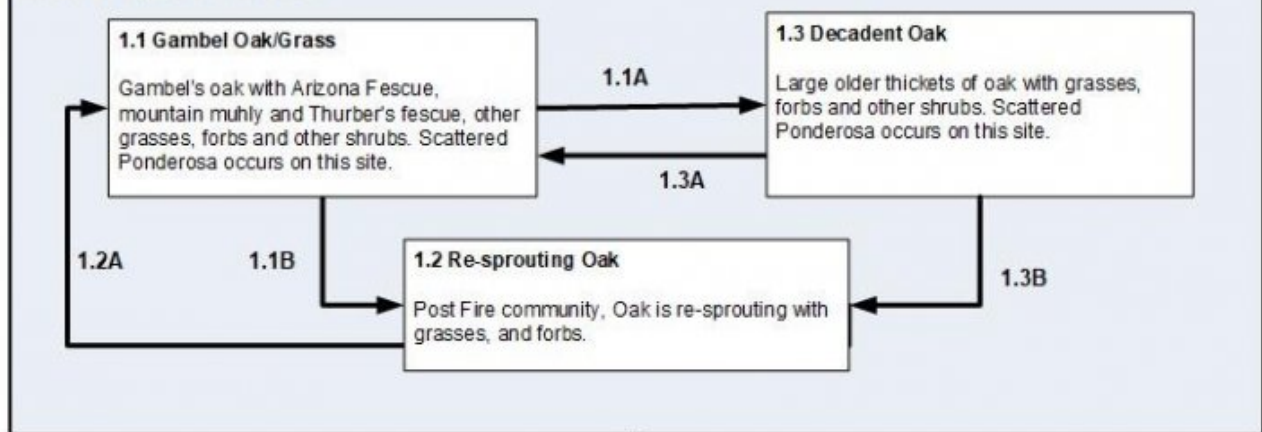 1.1 Gambel Oak/Grass
Gambel's oak with Arizona Fescue,
mountain muhly and Thurber's fescue, other
grasses, forbs and other shrubs. Scattered
Ponderosa occurs on this site.
1.1A
1.3A
1.3 Decadent Oak
Large older thickets of oak with grasses,
forbs and other shrubs. Scattered
Ponderosa occurs on this site.
1.2A
1.1B
1.2 Re-sprouting Oak
Post Fire community, Oak is re-sprouting with
grasses, and forbs.
1.3B